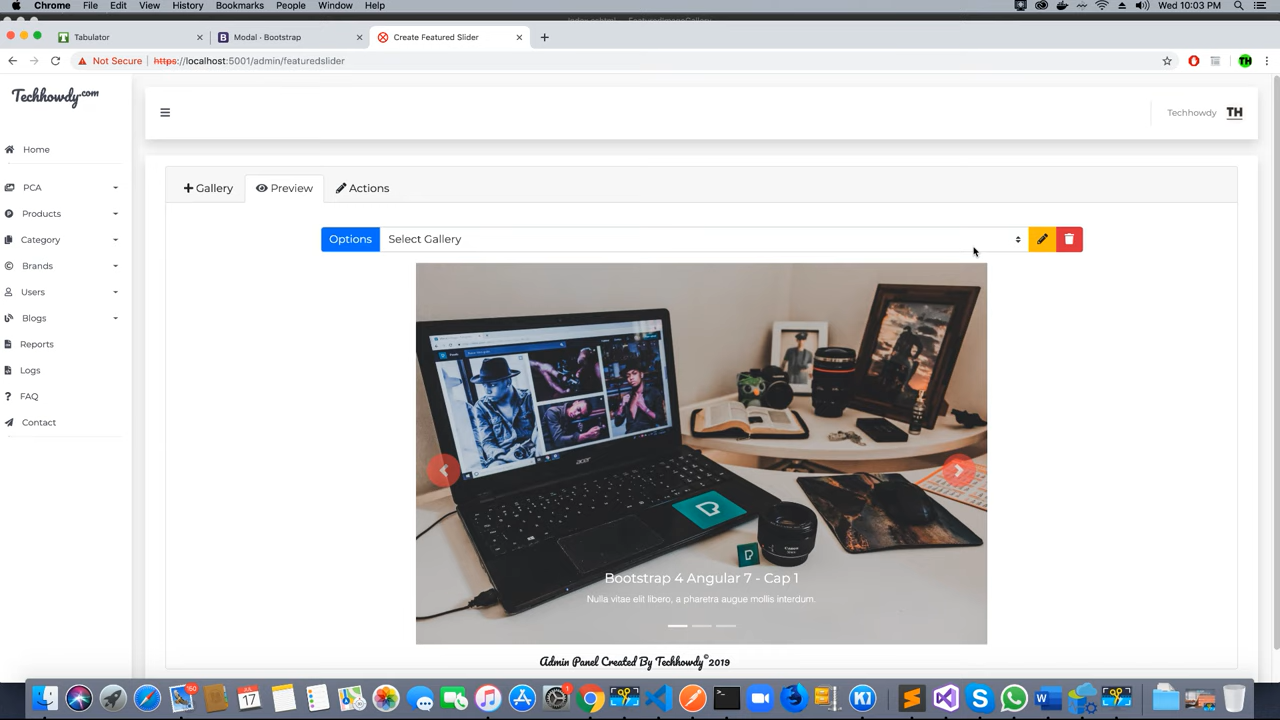 Chrome File Edit View History Bookmarks People Window Help
Wed 10:03 PM
Tabulator
Modal · Bootstrap
Create Featured Slider
Not Secure https://localhost:5001/admin/featuredslider
TH
Techhowdy.com
Techhowdy TH
Home
PCA
Products
Category
Brands
Users
Blogs
Reports
Logs
FAQ
Contact
Gallery
Preview
Actions
Options
Select Gallery
acer
Bootstrap 4 Angular 7 - Cap 1
Nulla vitae elit libero, a pharetra augue mollis interdum.
Admin Panel Created By Techhowdy©2019
17